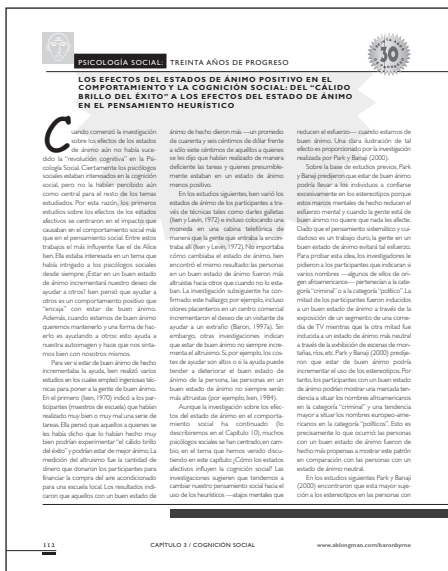 PSICOLOGÍA SOCIAL: TREINTA AÑOS DE PROGRESO
30
LOS EFECTOS DEL ESTADOS DE ÁNIMO POSITIVO EN EL
COMPORTAMIENTO Y LA COGNICIÓN SOCIAL: DEL “CÁLIDO
BRILLO DEL ÉXITO” A LOS EFECTOS DEL ESTADO DE ÁNIMO
EN EL PENSAMIENTO HEURÍSTICO
Cuando comenzó la investigación
sobre los efectos de los estados
de ánimo aún no había suce-
dido la “revolución cognitiva” en la Psi-
cología Social. Ciertamente los psicólogos
sociales estaban interesados en la cognición
social, pero no la habían percibido aún
como central para el resto de los temas
estudiados. Por esta razón, los primeros
estudios sobre los efectos de los estados
afectivos se centraron en el impacto que
causaban en el comportamiento social más
que en el pensamiento social. Entre estos
trabajos el más influyente fue el de Alice
Isen. Ella estaba interesada en un tema que
había intrigado a los psicólogos sociales
desde siempre: ¿Estar en un buen estado
de ánimo incrementará nuestro deseo de
ayudar a otros? Isen pensó que ayudar a
otros es un comportamiento positivo que
“encaja” con estar de buen ánimo.
Además, cuando estamos de buen ánimo
queremos mantenerlo y una forma de ha-
cerlo es ayudando a otros: esto ayuda a
nuestra autoimagen y hace que nos sinta-
mos bien con nosotros mismos.
Para ver si estar de buen ánimo de hecho
incrementaba la ayuda, Isen realizó varios
estudios en los cuales empleó ingeniosas téc-
nicas para poner a la gente de buen ánimo.
En el primero (Isen, 1970) indicó a los par-
ticipantes (maestros de escuela) que habían
realizado muy bien o muy mal una serie de
tareas. Ella pensó que aquellos a quienes se
les había dicho que lo habían hecho muy
bien podrían experimentar “el cálido brillo
del éxito” y podrían estar de mejor ánimo. La
medición del altruismo fue la cantidad de
dinero que donaron los participantes para
financiar la compra del aire acondicionado
para una escuela local. Los resultados indi-
caron que aquellos con un buen estado de
ánimo de hecho dieron más —un promedio
de cuarenta y seis céntimos de dólar frente
a sólo siete céntimos de aquéllos a quienes
se les dijo que habían realizado de manera
deficiente las tareas y quienes presumible-
mente estaban en un estado de ánimo
menos positivo.
En los estudios siguientes, Isen varió los
estados de ánimo de los participantes a tra-
vés de técnicas tales como darles galletas
(Isen y Levin, 1972) e incluso colocando una
moneda en una cabina telefónica de
manera que la gente que entraba la encon-
traba allí (Isen y Levin, 1972). No importaba
cómo cambiaba el estado de ánimo, Isen
encontró el mismo resultado: las personas
en un buen estado de ánimo fueron más
altruistas hacia otros que cuando no lo esta-
ban. La investigación subsiguiente ha con-
firmado este hallazgo; por ejemplo, incluso
olores placenteros en un centro comercial
incrementaron el deseo de un visitante de
ayudar a un extraño (Baron, 1997a). Sin
embargo, otras investigaciones indican
que estar de buen ánimo no siempre incre-
menta el altruismo. Si, por ejemplo, los cos-
tes de ayudar son altos o si la ayuda puede
tender a deteriorar el buen estado de
ánimo de la persona, las personas en un
buen estado de ánimo no siempre serán
más altruistas (por ejemplo, Isen, 1984).
Aunque la investigación sobre los efec-
tos del estado de ánimo en el comporta-
miento social ha continuado (lo
describiremos en el Capítulo 10), muchos
psicólogos sociales se han centrado, en cam-
bio, en el tema que hemos venido discu-
tiendo en este capítulo: ¿Cómo los estados
afectivos influyen la cognición social? Las
investigaciones sugieren que tendemos a
cambiar nuestro pensamiento social hacia el
uso de los heurísticos —atajos mentales que
reducen el esfuerzo— cuando estamos de
buen ánimo. Una clara ilustración de tal
efecto es proporcionado por la investigación
realizada por Park y Banaji (2000).
Sobre la base de estudios previos, Park
y Banaji predijeron que estar de buen ánimo
podría llevar a los individuos a confiarse
excesivamente en los estereotipos porque
estos marcos mentales de hecho reducen el
esfuerzo mental y cuando la gente está de
buen ánimo no quiere que nada les afecte.
Dado que el pensamiento sistemático y cui-
dadoso es un trabajo duro, la gente en un
buen estado de ánimo evitará tal esfuerzo.
Para probar esta idea, los investigadores le
pidieron a los participantes que indicaran si
varios nombres —algunos de ellos de ori-
gen afroamericanos— pertenecían a la cate-
goría “criminal” o a la categoría “político”. La
mitad de los participantes fueron inducidos
a un buen estado de ánimo a través de la
exposición de un segmento de una come-
dia de TV mientras que la otra mitad fue
inducida a un estado de ánimo más neutral
a través de la exhibición de escenas de mon-
tañas, ríos, etc. Park y Banaji (2000) predije-
ron que estar de buen ánimo podría
incrementar el uso de los estereotipos. Por
tanto, los participantes con un buen estado
de ánimo podrían mostrar una marcada ten-
dencia a situar los nombres afroamericanos
en la categoría “criminal” y una tendencia
mayor a situar los nombres europeo-ame-
ricanos en la categoría “políticos”. Esto es
precisamente lo que ocurrió: las personas
con un buen estado de ánimo fueron de
hecho más propensas a mostrar este patrón
en comparación con las personas con un
estado de ánimo neutral.
En los estudios siguientes Park y Banaji
(2000) encontraron que esta mayor suje-
ción a los estereotipos en las personas con
112
CAPÍTULO 3 / COGNICIÓN SOCIAL
www.ablongman.com/baronbyrne